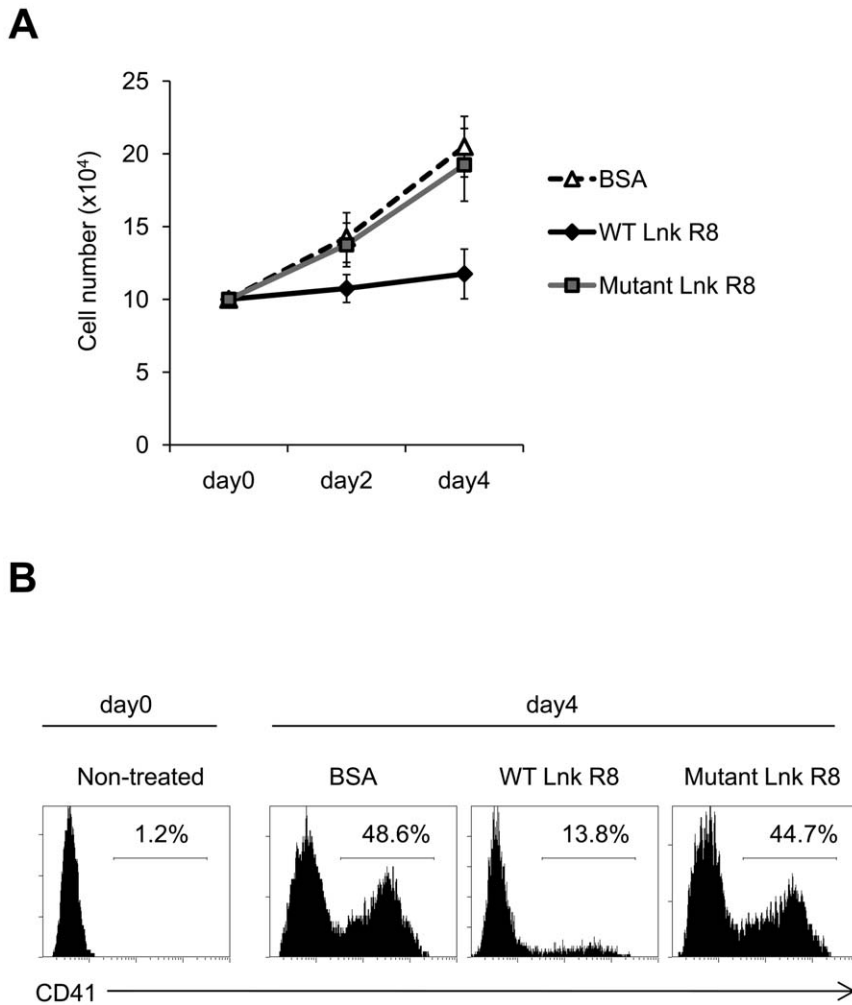 A
25
20
15
10
5
0
Cell number (x10⁴)
day0 day2 day4
BSA
WT Lnk R8
Mutant Lnk R8
B
day0 day4
Non-treated BSA WT Lnk R8 Mutant Lnk R8
1.2% 48.6% 13.8% 44.7%
CD41